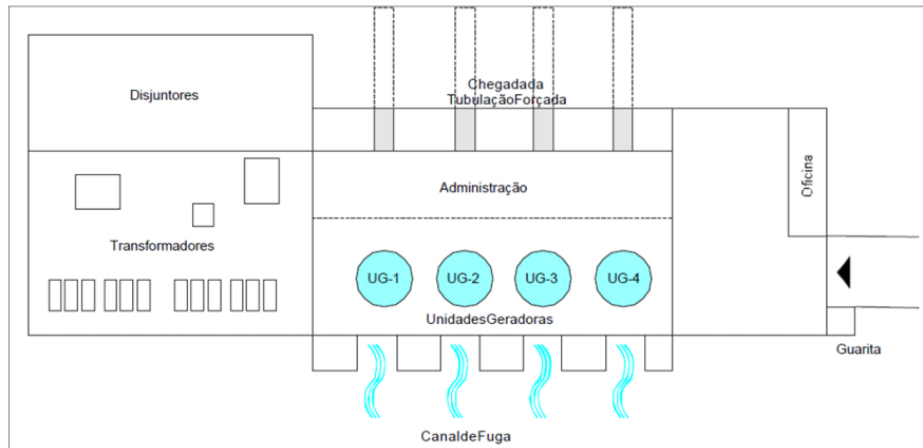 Disjuntores
Chegadada
TubulaçãoForçada
Administração
Oficina
Transformadores
UG-1
UG-2
UG-3
UG-4
UnidadesGeradoras
Guarita
CanaldeFuga